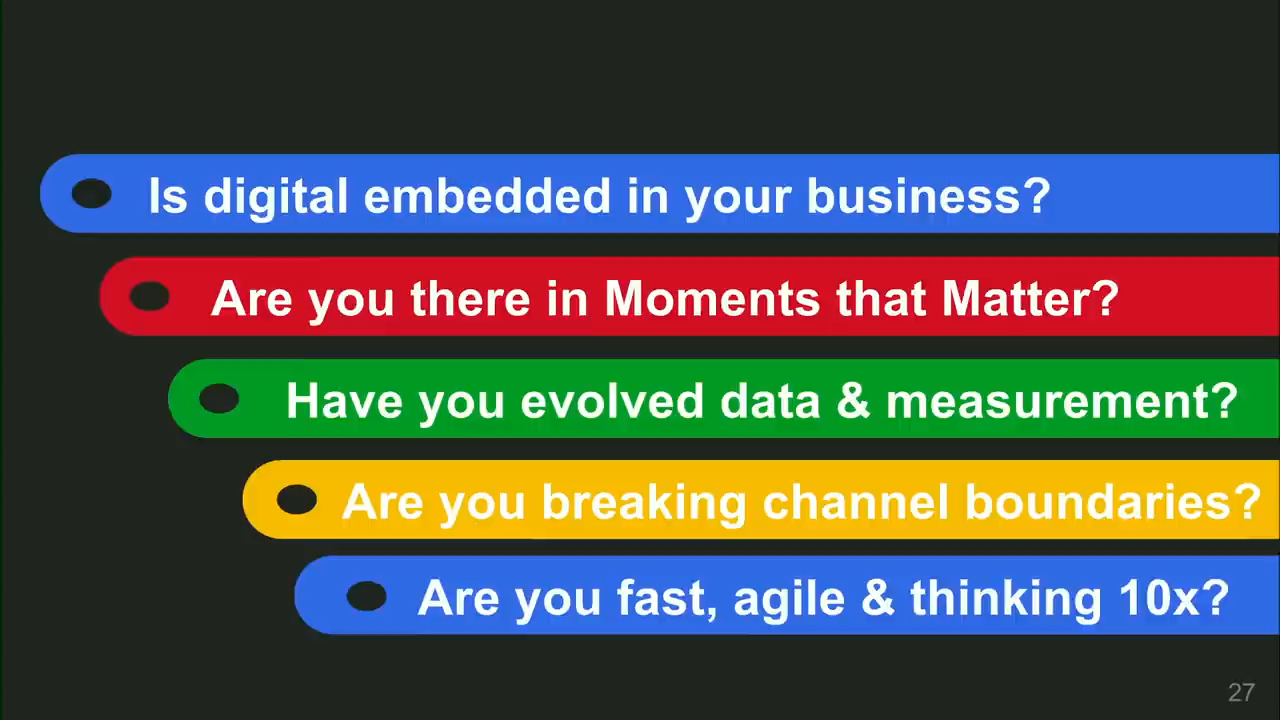 Is digital embedded in your business?
Are you there in Moments that Matter?
Have you evolved data & measurement?
Are you breaking channel boundaries?
Are you fast, agile & thinking 10x?
27